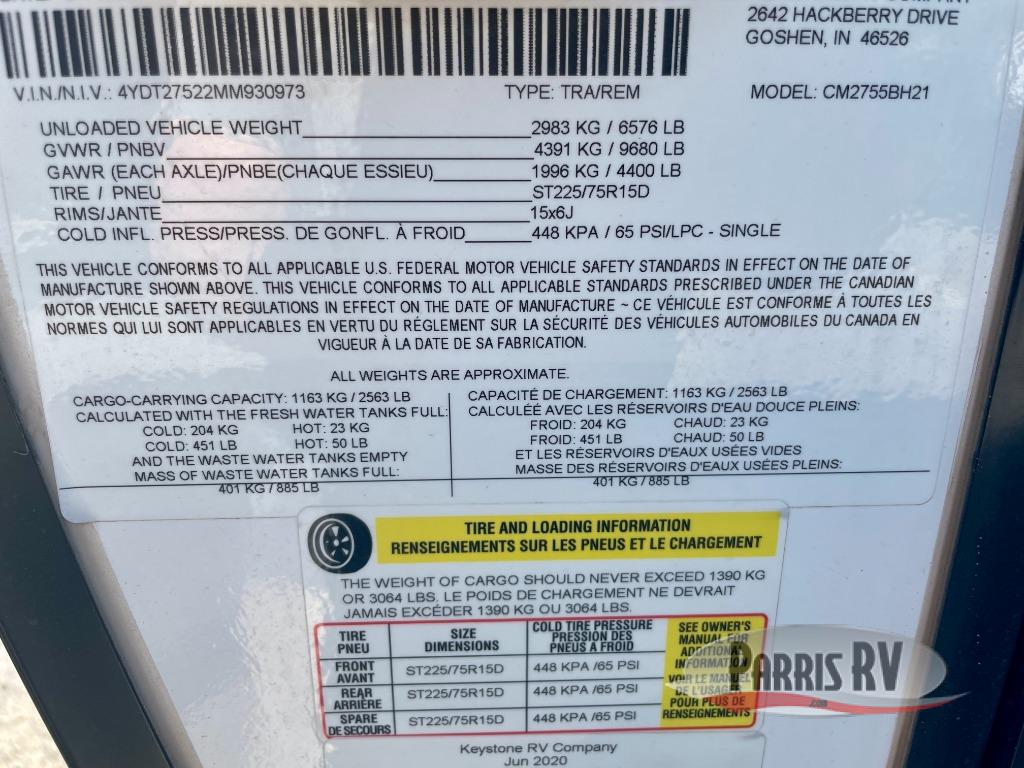 2642 HACKBERRY DRIVE
GOSHEN, IN 46526
V.I.N./N.I.V.: 4YDT27522MM930973 TYPE: TRA/REM MODEL: CM2755BH21
UNLOADED VEHICLE WEIGHT 2983 KG / 6576 LB
GVWR / PNBV 4391 KG / 9680 LB
GAWR (EACH AXLE)/PNBE(CHAQUE ESSIEU) 1996 KG / 4400 LB
TIRE / PNEU ST225/75R15D
RIMS/JANTE 15x6J
COLD INFL. PRESS/PRESS. DE GONFL. À FROID 448 KPA / 65 PSI/LPC - SINGLE
THIS VEHICLE CONFORMS TO ALL APPLICABLE U.S. FEDERAL MOTOR VEHICLE SAFETY STANDARDS IN EFFECT ON THE DATE OF
MANUFACTURE SHOWN ABOVE. THIS VEHICLE CONFORMS TO ALL APPLICABLE STANDARDS PRESCRIBED UNDER THE CANADIAN
MOTOR VEHICLE SAFETY REGULATIONS IN EFFECT ON THE DATE OF MANUFACTURE ~ CE VÉHICULE EST CONFORME À TOUTES LES
NORMES QUI LUI SONT APPLICABLES EN VERTU DU RÉGLEMENT SUR LA SÉCURITÉ DES VÉHICULES AUTOMOBILES DU CANADA EN
VIGUEUR À LA DATE DE SA FABRICATION.
ALL WEIGHTS ARE APPROXIMATE.
CARGO-CARRYING CAPACITY: 1163 KG / 2563 LB
CALCULATED WITH THE FRESH WATER TANKS FULL:
COLD: 204 KG HOT: 23 KG
COLD: 451 LB HOT: 50 LB
AND THE WASTE WATER TANKS EMPTY
MASS OF WASTE WATER TANKS FULL:
401 KG / 885 LB
CAPACITÉ DE CHARGEMENT: 1163 KG / 2563 LB
CALCULÉE AVEC LES RÉSERVOIRS D'EAU DOUCE PLEINS:
FROID: 204 KG CHAUD: 23 KG
FROID: 451 LB CHAUD: 50 LB
ET LES RÉSERVOIRS D'EAUX USÉES VIDES
MASSE DES RÉSERVOIRS D'EAUX USÉES PLEINS:
401 KG / 885 LB
TIRE AND LOADING INFORMATION
RENSEIGNEMENTS SUR LES PNEUS ET LE CHARGEMENT
THE WEIGHT OF CARGO SHOULD NEVER EXCEED 1390 KG
OR 3064 LBS. LE POIDS DE CHARGEMENT NE DEVRAIT
JAMAIS EXCÉDER 1390 KG OU 3064 LBS.
TIRE
PNEU
SIZE
DIMENSIONS
COLD TIRE PRESSURE
PRESSION DES
PNEUS A FROID
FRONT
AVANT
ST225/75R15D 448 KPA /65 PSI
REAR
ARRIÈRE
ST225/75R15D 448 KPA /65 PSI
SPARE
DE SECOURS
ST225/75R15D 448 KPA /65 PSI
SEE OWNER'S
MANUAL FOR
ADDITIONAL
INFORMATION
VOIR LE MANUEL
DE L'USAGER
POUR PLUS DE
RENSEIGNEMENTS
Keystone RV Company
Jun 2020
PARRIS RV
.com